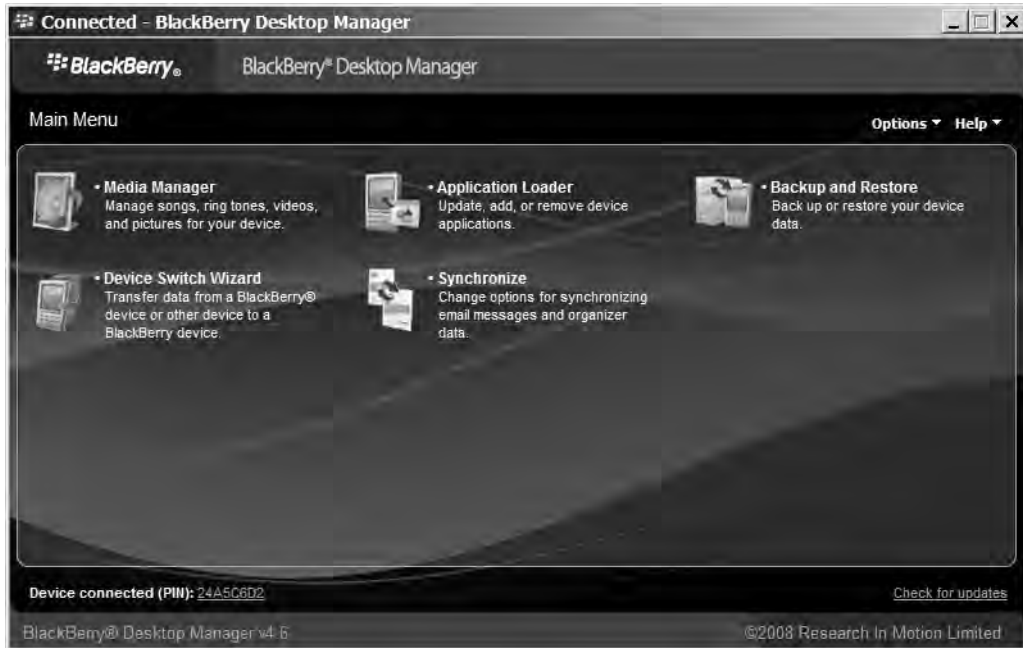 Connected - BlackBerry Desktop Manager
BlackBerry® BlackBerry® Desktop Manager
Main Menu
Options Help
• Media Manager
Manage songs, ring tones, videos,
and pictures for your device.
• Application Loader
Update, add, or remove device
applications.
• Backup and Restore
Back up or restore your device
data.
• Device Switch Wizard
Transfer data from a BlackBerry®
device or other device to a
BlackBerry device.
• Synchronize
Change options for synchronizing
email messages and organizer
data.
Device connected (PIN): 24A5C6D2
Check for updates
BlackBerry® Desktop Manager v4.6
©2008 Research In Motion Limited